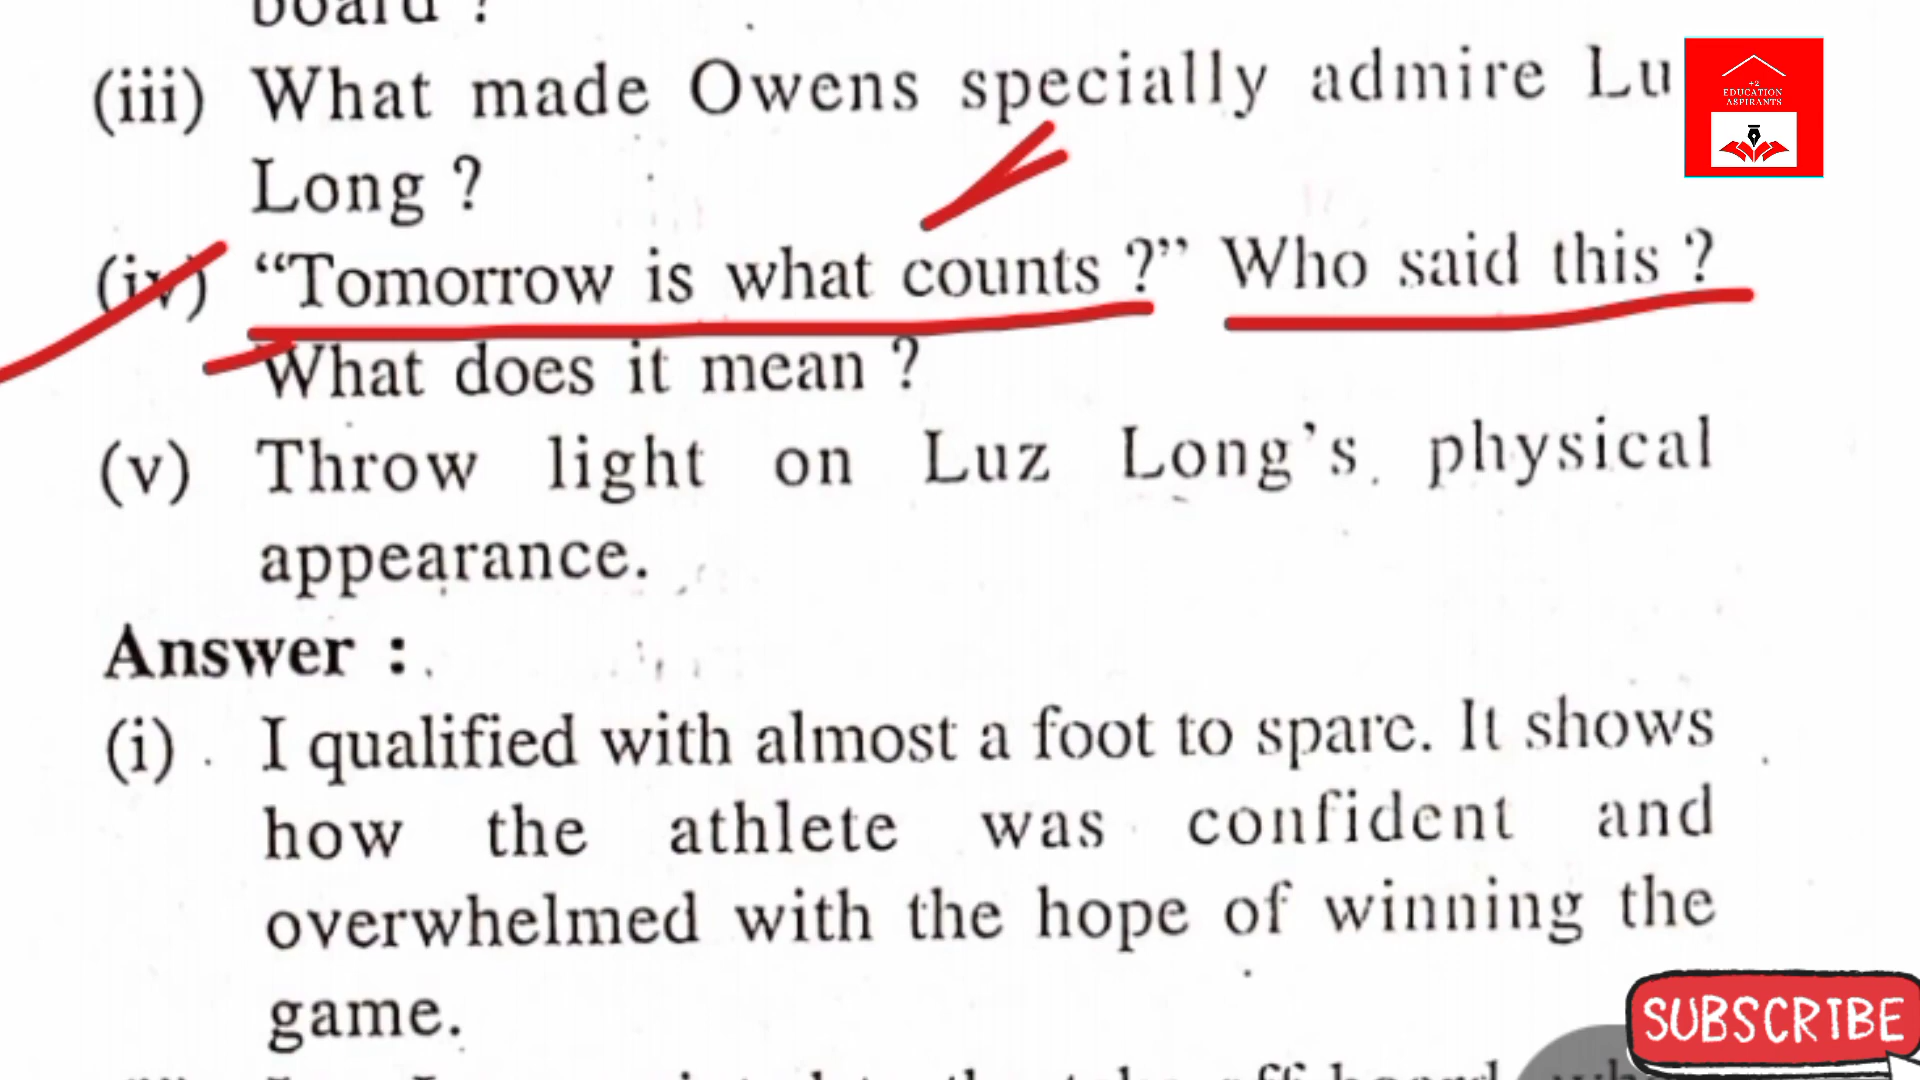 board ?
(iii) What made Owens specially admire Lu
Long ?
(iv) “Tomorrow is what counts ?” Who said this ?
What does it mean ?
(v) Throw light on Luz Long’s physical
appearance.
Answer :
(i) I qualified with almost a foot to spare. It shows
how the athlete was confident and
overwhelmed with the hope of winning the
game.
+2
EDUCATION
ASPIRANTS
SUBSCRIBE